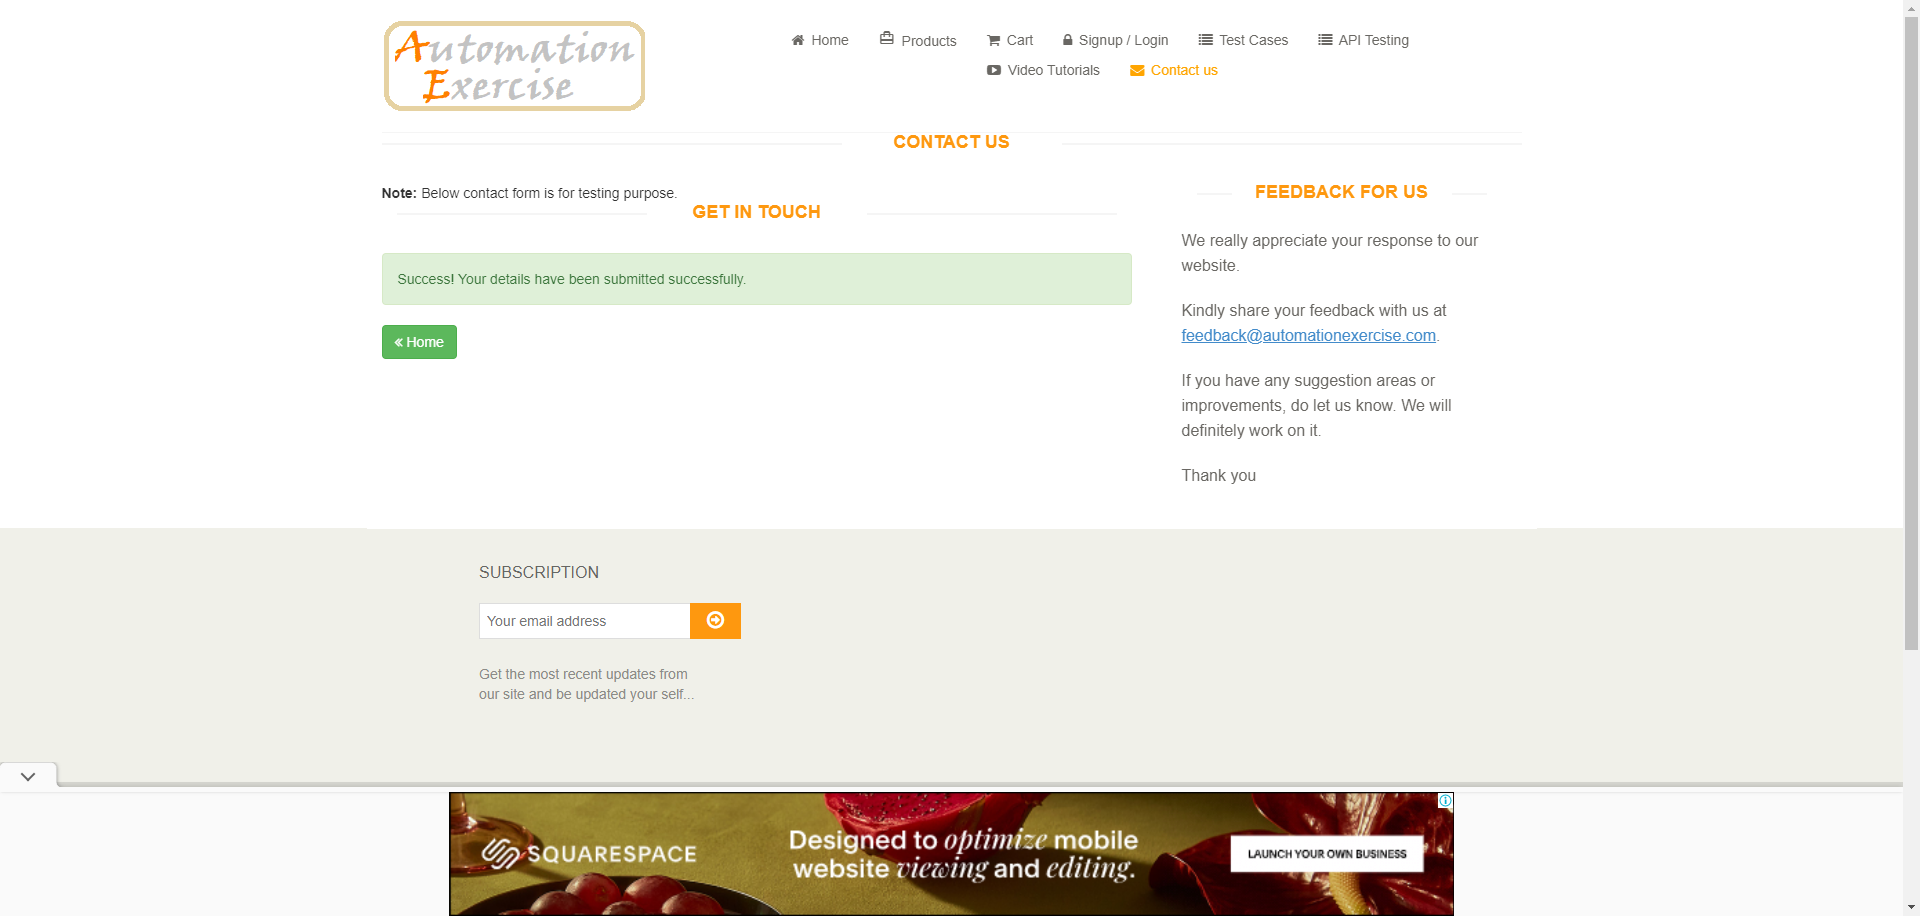 Automation
Exercise
Home
Products
Cart
Signup / Login
Test Cases
API Testing
Video Tutorials
Contact us
CONTACT US
Note: Below contact form is for testing purpose.
GET IN TOUCH
Success! Your details have been submitted successfully.
« Home
FEEDBACK FOR US
We really appreciate your response to our
website.
Kindly share your feedback with us at
feedback@automationexercise.com.
If you have any suggestion areas or
improvements, do let us know. We will
definitely work on it.
Thank you
SUBSCRIPTION
Your email address
Get the most recent updates from
our site and be updated your self...
SQUARESPACE
Designed to optimize mobile
website viewing and editing.
LAUNCH YOUR OWN BUSINESS